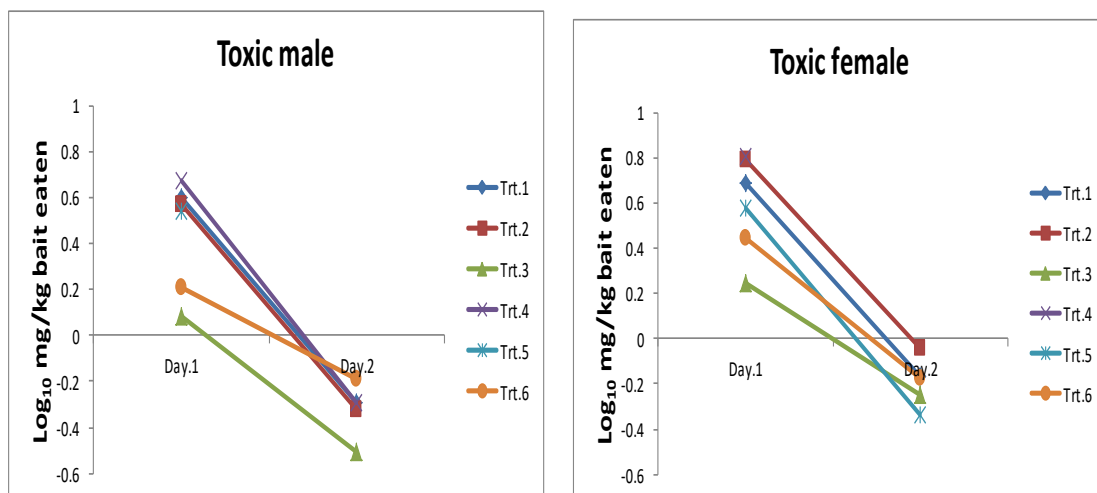 Toxic male
Log₁₀ mg/kg bait eaten
1
0.8
0.6
0.4
0.2
0
-0.2
-0.4
-0.6
Day.1
Day.2
Trt.1
Trt.2
Trt.3
Trt.4
Trt.5
Trt.6
Toxic female
Log₁₀ mg/kg bait eaten
1
0.8
0.6
0.4
0.2
0
-0.2
-0.4
-0.6
Day.1
Day.2
Trt.1
Trt.2
Trt.3
Trt.4
Trt.5
Trt.6